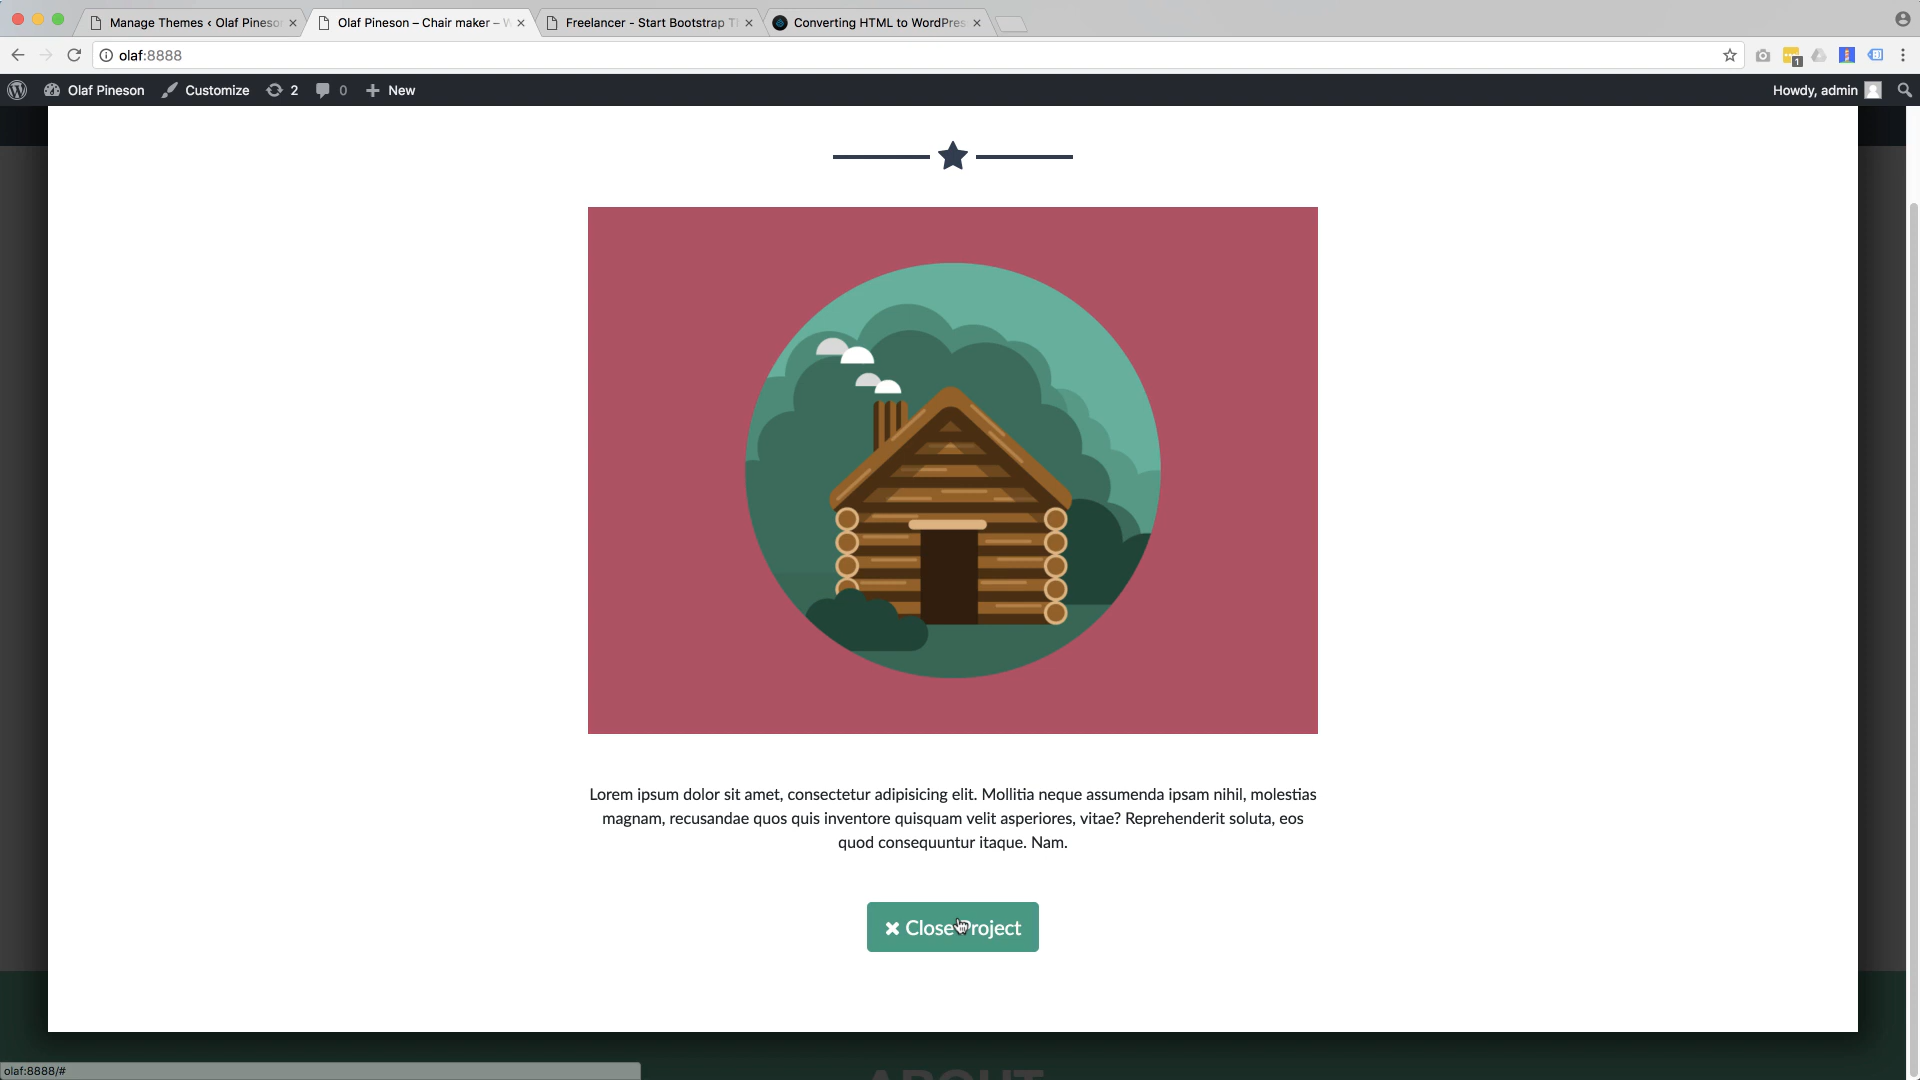 Manage Themes ‹ Olaf Pineso
Olaf Pineson – Chair maker – W
Freelancer - Start Bootstrap T
Converting HTML to WordPres
olaf:8888
1
Olaf Pineson
Customize
2
0
New
Howdy, admin
Lorem ipsum dolor sit amet, consectetur adipisicing elit. Mollitia neque assumenda ipsam nihil, molestias
magnam, recusandae quos quis inventore quisquam velit asperiores, vitae? Reprehenderit soluta, eos
quod consequuntur itaque. Nam.
Close Project
ABOUT
olaf:8888/#